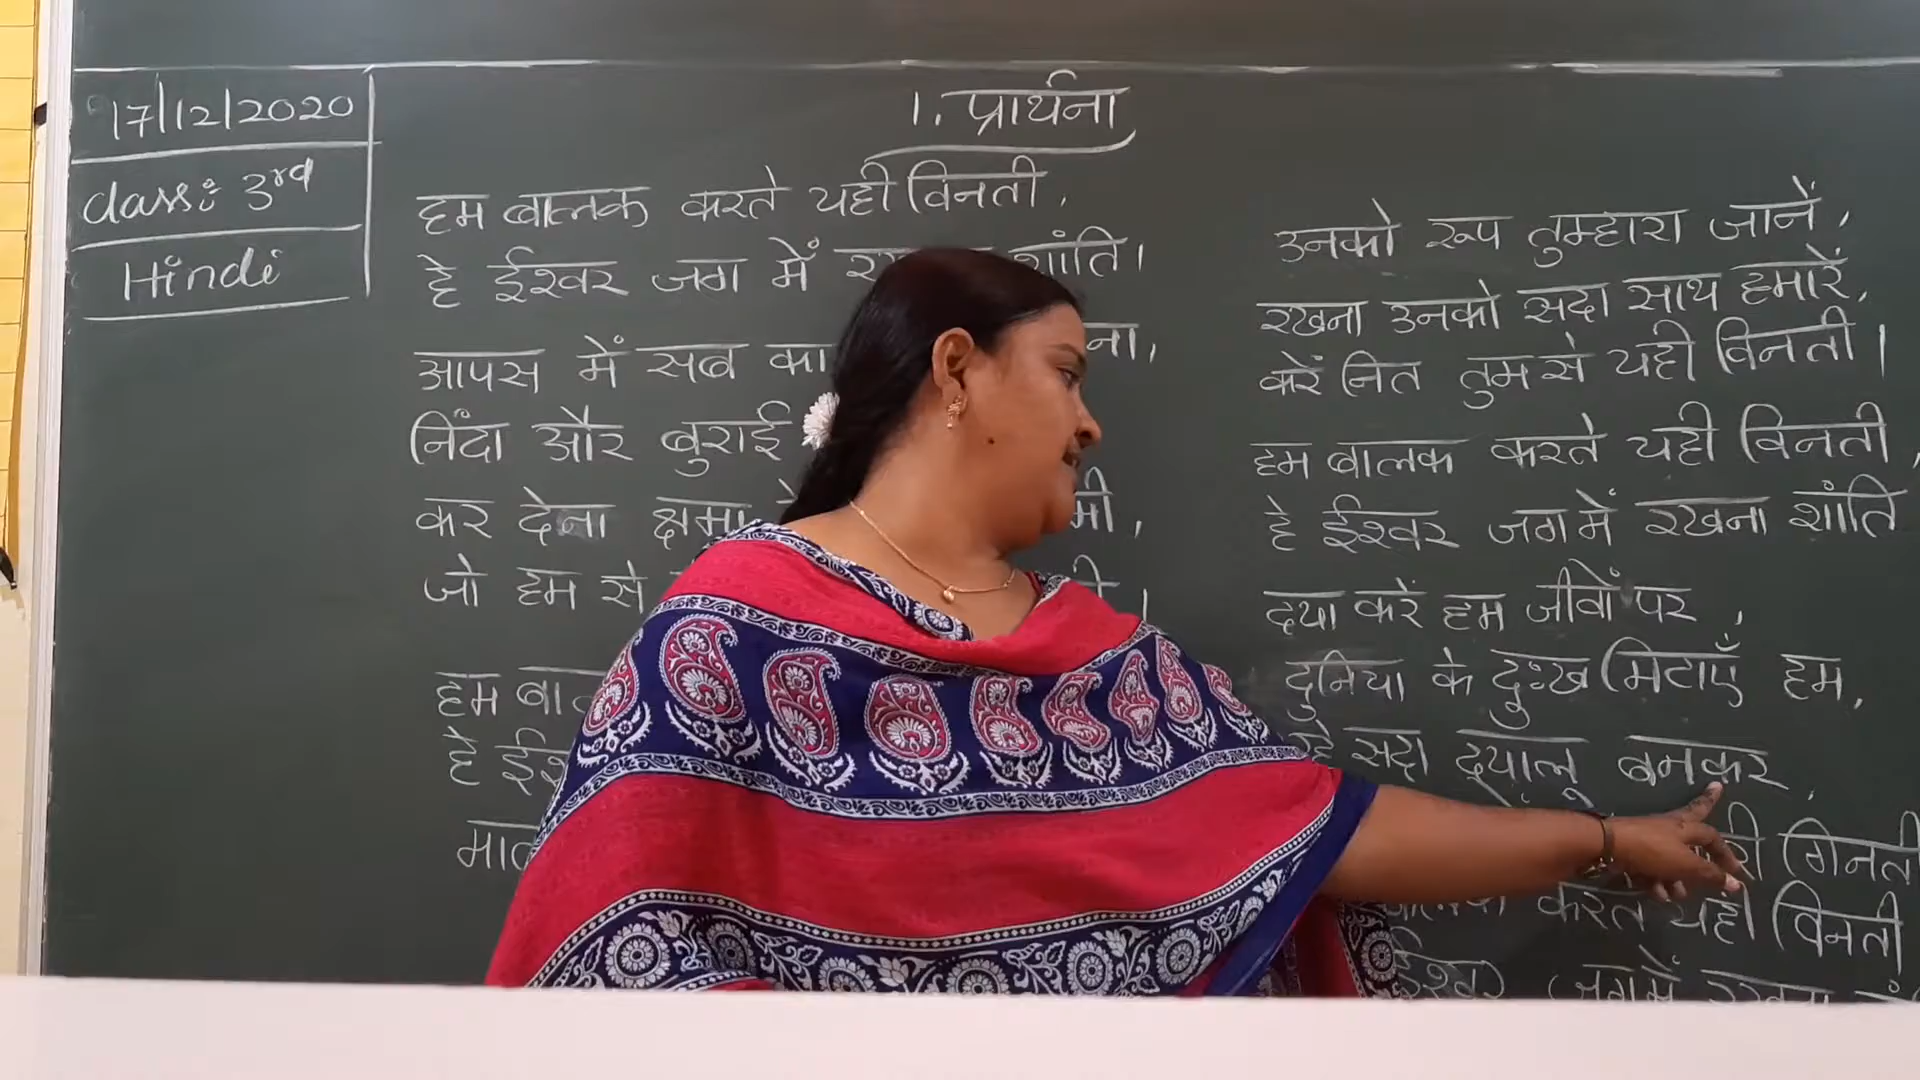 17/12/2020
class: 3rd
Hindi
1. प्रार्थना
हम बालक करते यही विनती,
हे ईश्वर जग में शांति।
आपस में सब का ना,
निंदा और बुराई
कर देना क्षमा मी,
जो हम से
हम
हे
उनको रूप तुम्हारा जानें,
रखना उनको सदा साथ हमारें,
करें नित तुम से यही विनती।
हम बालक करते यही विनती,
हे ईश्वर जग में रखना शांति
दया करें हम जीवों पर,
दुनिया के दुःख मिटाएँ हम,
सदा दयालू बनकर,
गिनती
करते यही विनती
ईश्वर जग में रखना